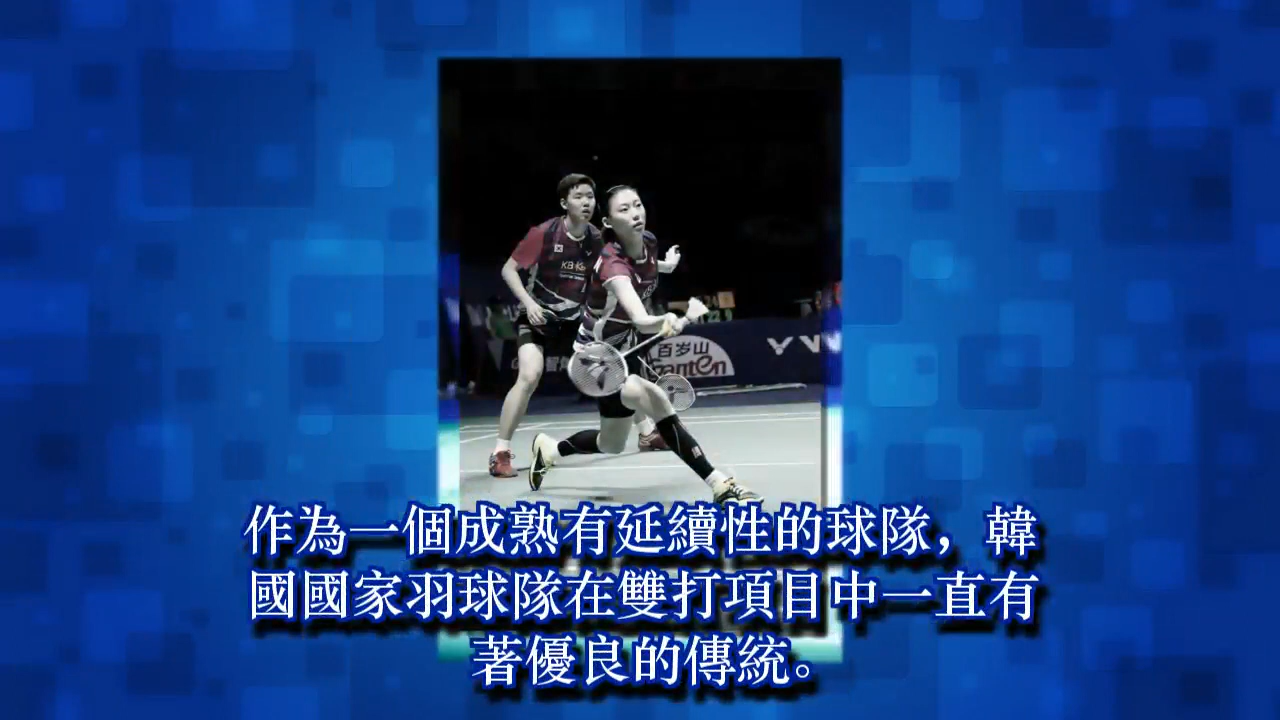 KB
百岁山
Ganten
作為一個成熟有延續性的球隊，韓
國國家羽球隊在雙打項目中一直有
著優良的傳統。